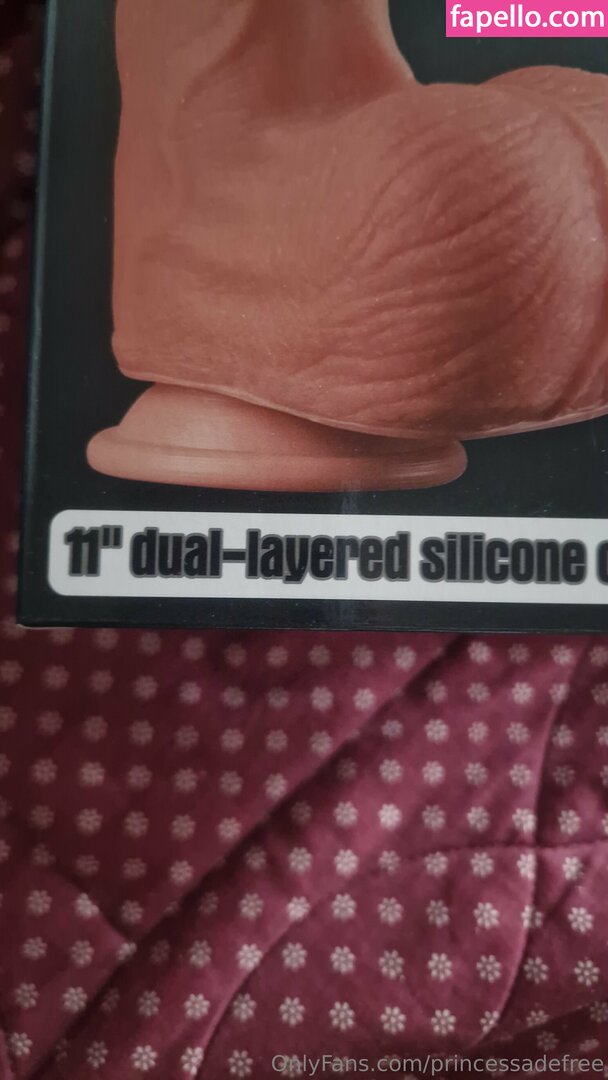 fapello.com
11" dual-layered silicone
OnlyFans.com/princessadefree